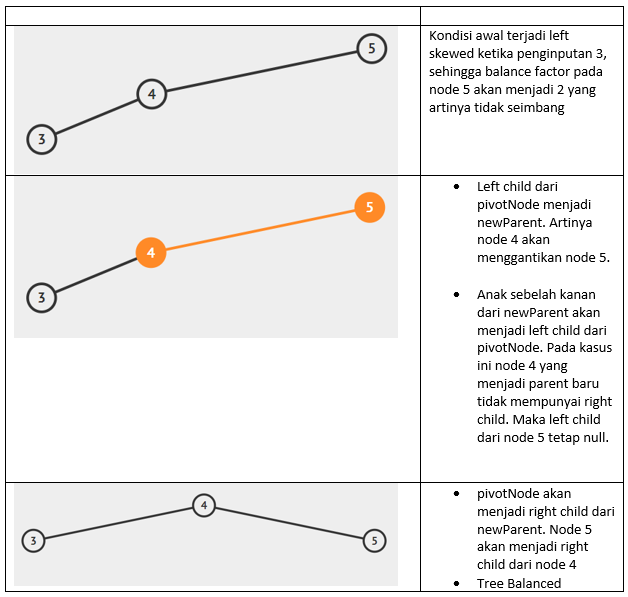 5
4
3
Kondisi awal terjadi left
skewed ketika penginputan 3,
sehingga balance factor pada
node 5 akan menjadi 2 yang
artinya tidak seimbang
5
4
3
• Left child dari
pivotNode menjadi
newParent. Artinya
node 4 akan
menggantikan node 5.
• Anak sebelah kanan
dari newParent akan
menjadi left child dari
pivotNode. Pada kasus
ini node 4 yang
menjadi parent baru
tidak mempunyai right
child. Maka left child
dari node 5 tetap null.
4
3
5
• pivotNode akan
menjadi right child dari
newParent. Node 5
akan menjadi right
child dari node 4
• Tree Balanced